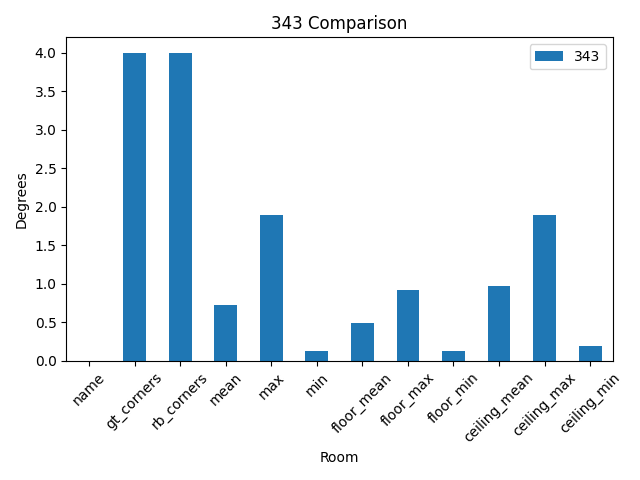 343 Comparison
343
Degrees
4.0
3.5
3.0
2.5
2.0
1.5
1.0
0.5
0.0
name
gt_corners
rb_corners
mean
max
min
floor_mean
floor_max
floor_min
ceiling_mean
ceiling_max
ceiling_min
Room